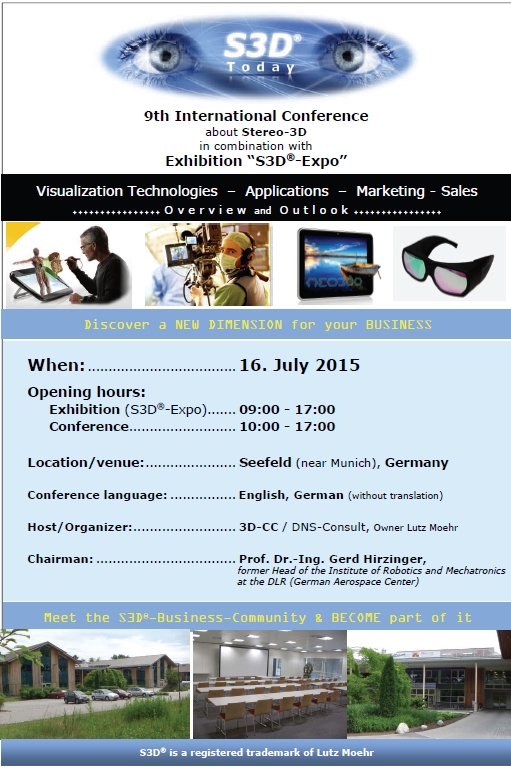 S3D®
Today
9th International Conference
about Stereo-3D
in combination with
Exhibition “S3D®-Expo”
Visualization Technologies – Applications – Marketing - Sales
++++++++++++++++ Overview and Outlook ++++++++++++++++
Discover a NEW DIMENSION for your BUSINESS
When: .................................... 16. July 2015
Opening hours:
Exhibition (S3D®-Expo)....... 09:00 - 17:00
Conference.......................... 10:00 - 17:00
Location/venue:...................... Seefeld (near Munich), Germany
Conference language: ................ English, German (without translation)
Host/Organizer:......................... 3D-CC / DNS-Consult, Owner Lutz Moehr
Chairman: .................................. Prof. Dr.-Ing. Gerd Hirzinger,
former Head of the Institute of Robotics and Mechatronics
at the DLR (German Aerospace Center)
Meet the S3D®-Business-Community & BECOME part of it
S3D® is a registered trademark of Lutz Moehr